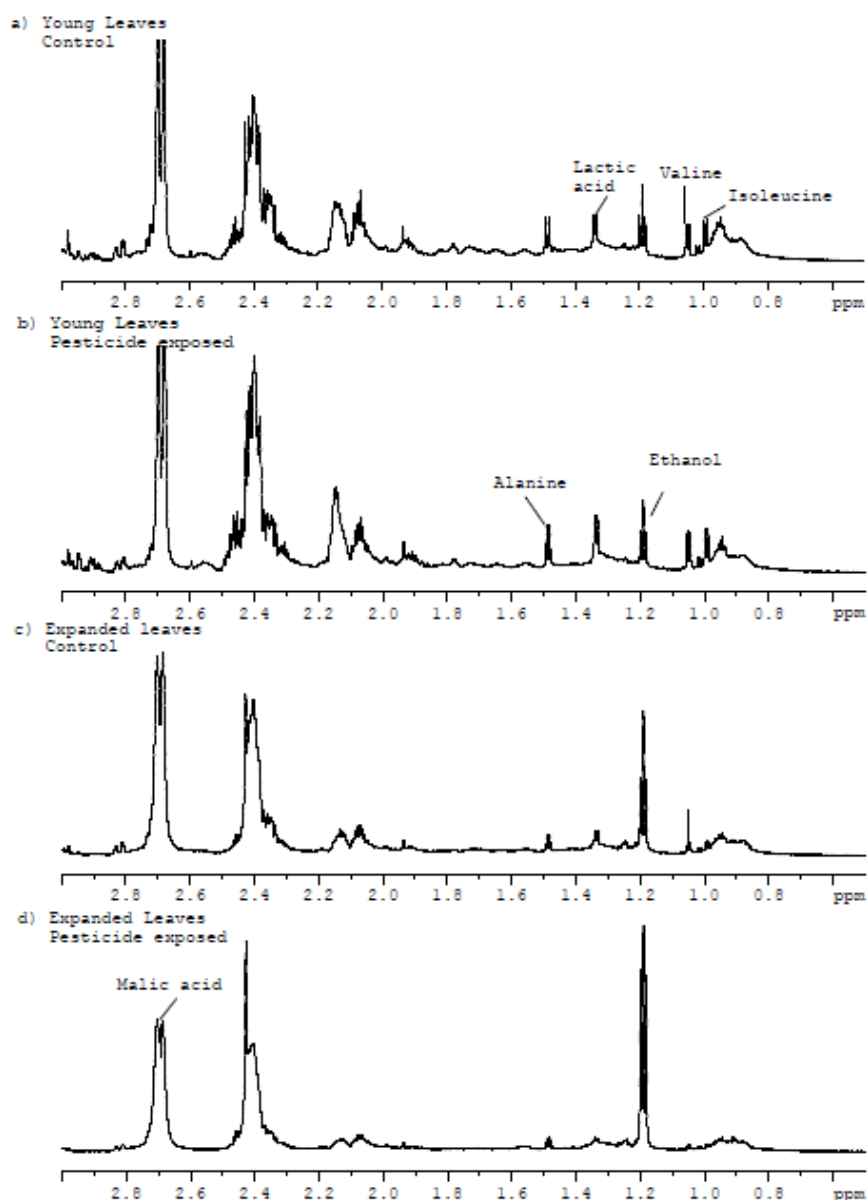 a) Young Leaves
Control
Lactic
acid
Valine
Isoleucine
2.8 2.6 2.4 2.2 2.0 1.8 1.6 1.4 1.2 1.0 0.8 ppm
b) Young Leaves
Pesticide exposed
Alanine
Ethanol
2.8 2.6 2.4 2.2 2.0 1.8 1.6 1.4 1.2 1.0 0.8 ppm
c) Expanded leaves
Control
2.8 2.6 2.4 2.2 2.0 1.8 1.6 1.4 1.2 1.0 0.8 ppm
d) Expanded Leaves
Pesticide exposed
Malic acid
2.8 2.6 2.4 2.2 2.0 1.8 1.6 1.4 1.2 1.0 0.8 ppm